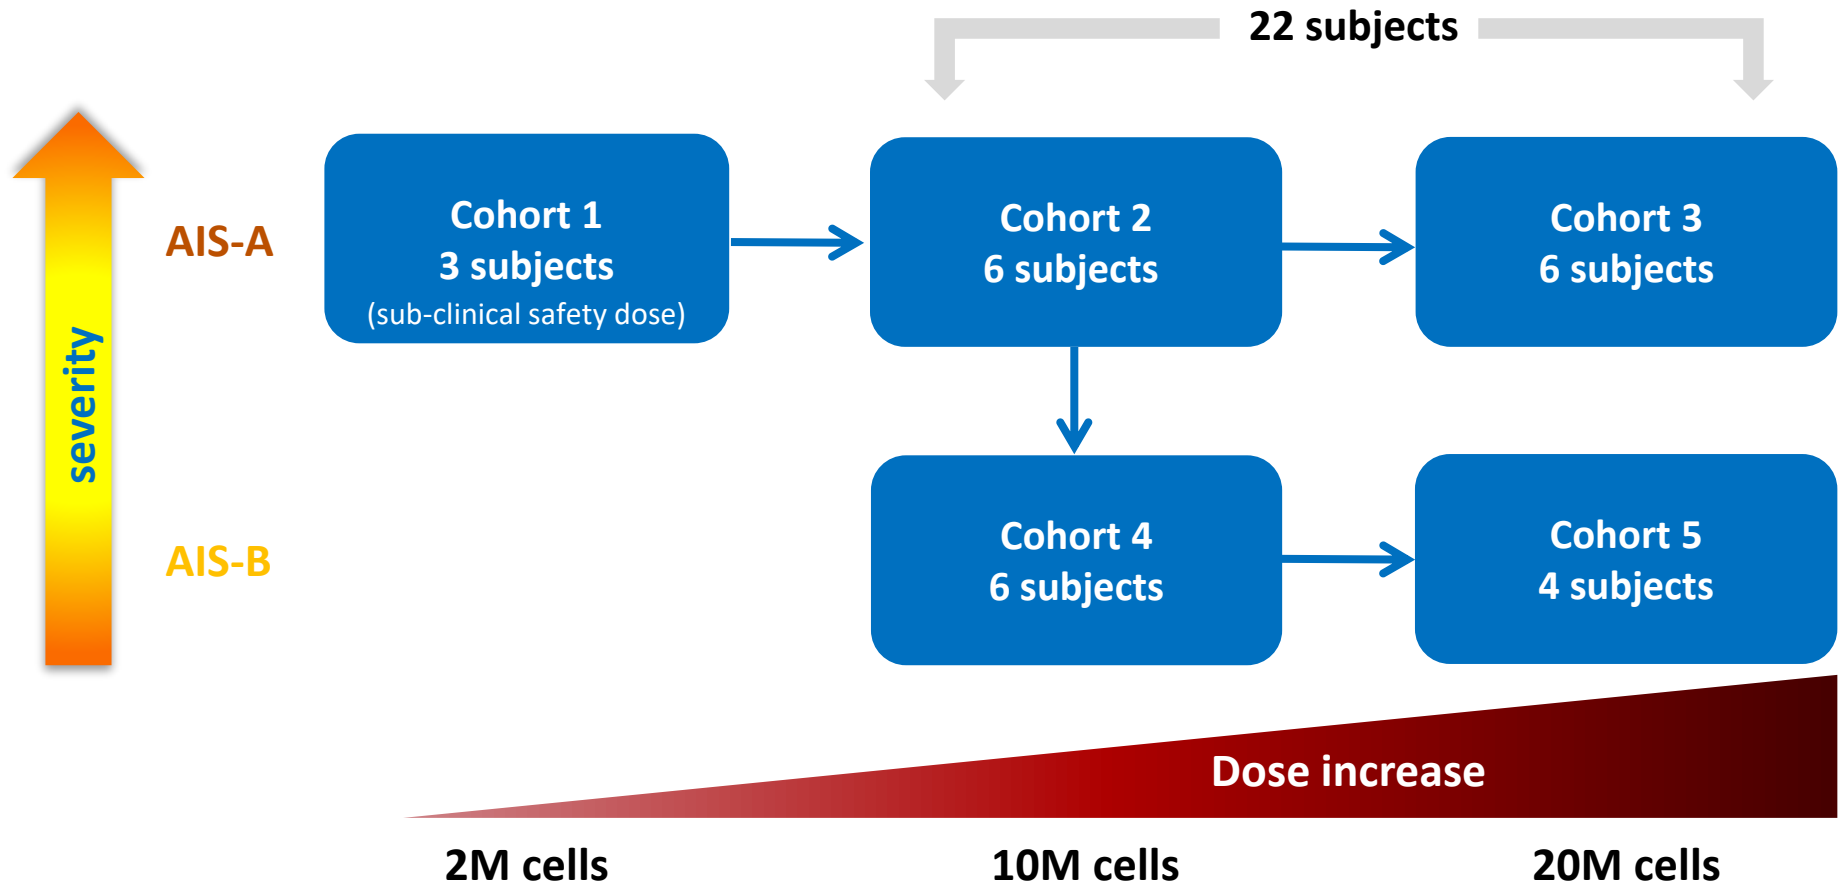 22 subjects
severity
AIS-A
Cohort 1
3 subjects
(sub-clinical safety dose)
Cohort 2
6 subjects
Cohort 3
6 subjects
AIS-B
Cohort 4
6 subjects
Cohort 5
4 subjects
Dose increase
2M cells
10M cells
20M cells